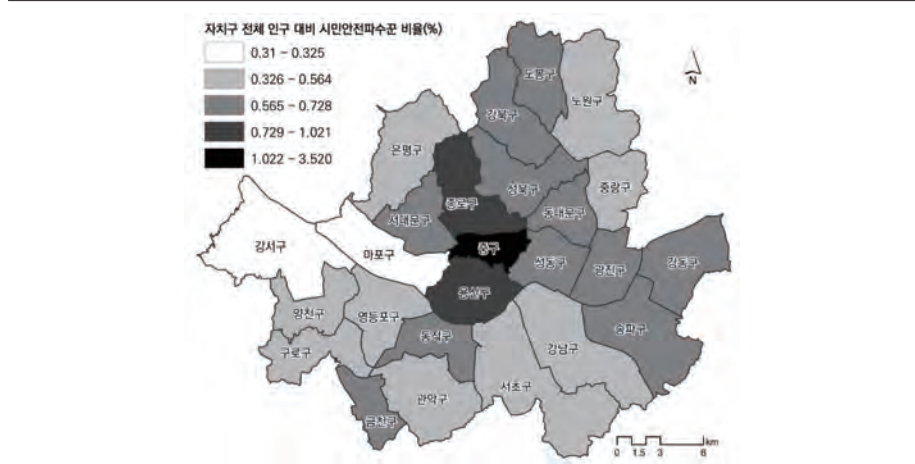 자치구 전체 인구 대비 시민안전파수꾼 비율(%)
0.31 - 0.325
0.326 - 0.564
0.565 - 0.728
0.729 - 1.021
1.022 - 3.520
N
도봉구
노원구
강북구
은평구
성북구
중랑구
종로구
동대문구
서대문구
강서구
마포구
중구
성동구
광진구
강동구
용산구
양천구
영등포구
송파구
동작구
강남구
구로구
서초구
관악구
금천구
km
0 1.5 3 6